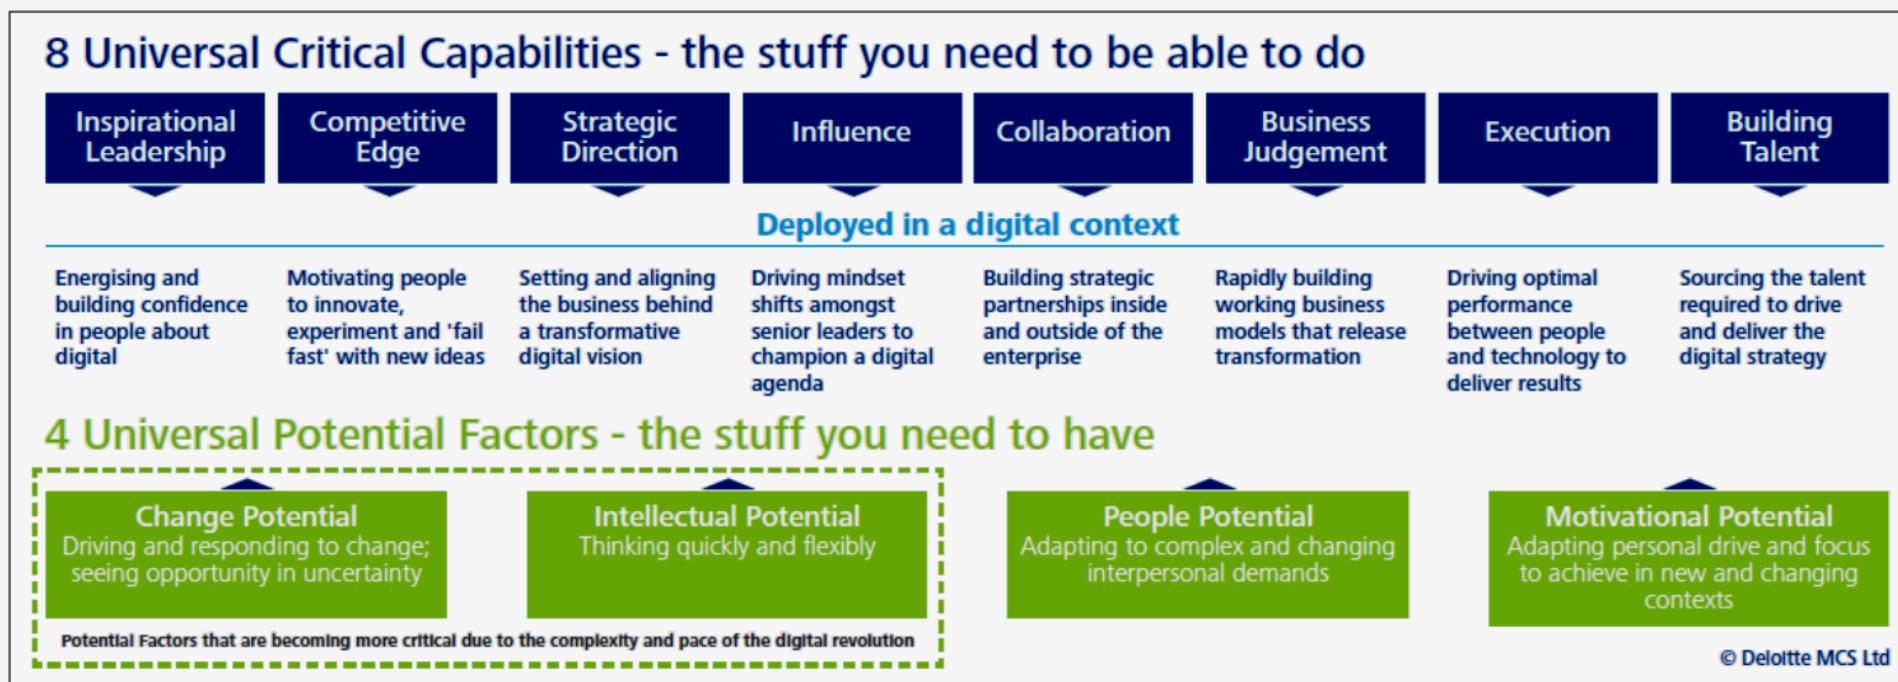 8 Universal Critical Capabilities - the stuff you need to be able to do
Inspirational
Leadership
Competitive
Edge
Strategic
Direction
Influence
Collaboration
Business
Judgement
Execution
Building
Talent
Deployed in a digital context
Energising and
building confidence
in people about
digital
Motivating people
to innovate,
experiment and 'fail
fast' with new ideas
Setting and aligning
the business behind
a transformative
digital vision
Driving mindset
shifts amongst
senior leaders to
champion a digital
agenda
Building strategic
partnerships inside
and outside of the
enterprise
Rapidly building
working business
models that release
transformation
Driving optimal
performance
between people
and technology to
deliver results
Sourcing the talent
required to drive
and deliver the
digital strategy
4 Universal Potential Factors - the stuff you need to have
Change Potential
Driving and responding to change;
seeing opportunity in uncertainty
Intellectual Potential
Thinking quickly and flexibly
People Potential
Adapting to complex and changing
interpersonal demands
Motivational Potential
Adapting personal drive and focus
to achieve in new and changing
contexts
Potential Factors that are becoming more critical due to the complexity and pace of the digital revolution
© Deloitte MCS Ltd